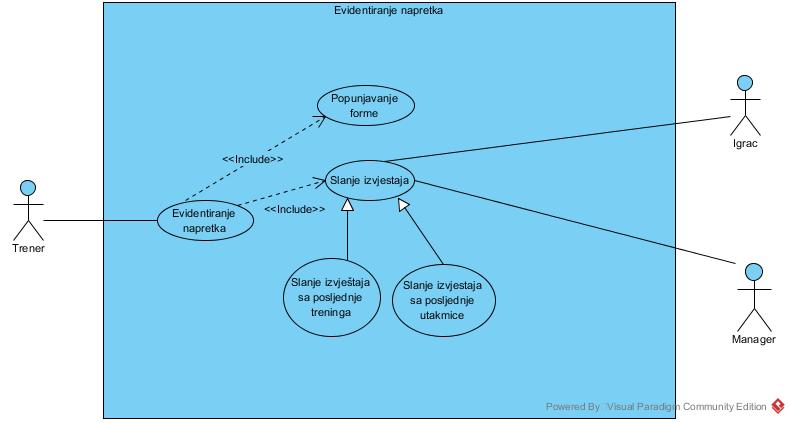 Evidentiranje napretka
Popunjavanje
forme
Igrac
<<Include>>
Slanje izvjestaja
<<Include>>
Evidentiranje
napretka
Trener
Slanje izvještaja
sa posljednje
treninga
Slanje izvjestaja
sa posljednje
utakmice
Manager
Powered By Visual Paradigm Community Edition